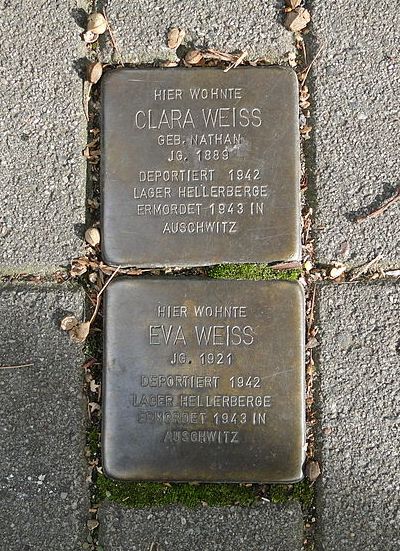 HIER WOHNTE
CLARA WEISS
GEB. NATHAN
JG. 1889
DEPORTIERT 1942
LAGER HELLERBERGE
ERMORDET 1943 IN
AUSCHWITZ
HIER WOHNTE
EVA WEISS
JG. 1921
DEPORTIERT 1942
LAGER HELLERBERGE
ERMORDET 1943 IN
AUSCHWITZ